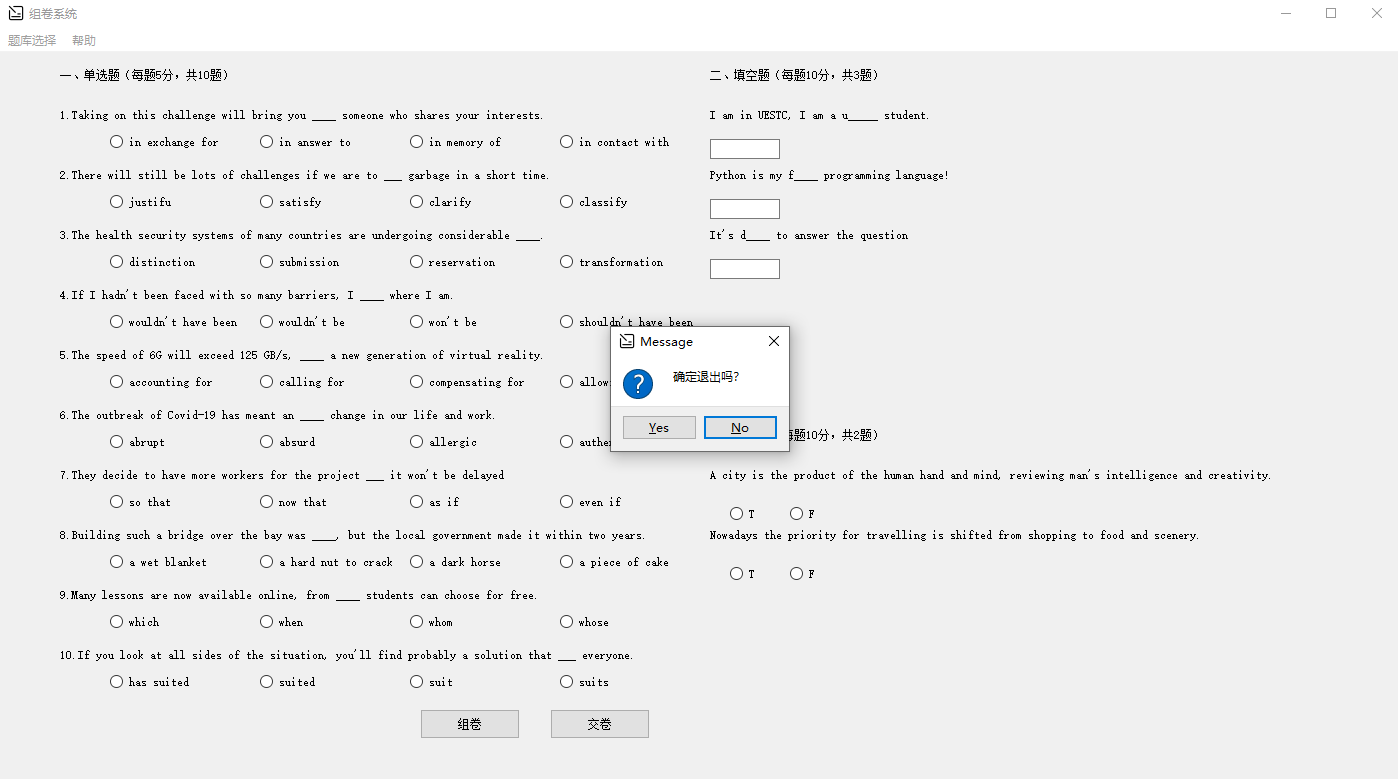 组卷系统
题库选择 帮助
一、单选题（每题5分，共10题）
1.Taking on this challenge will bring you ____ someone who shares your interests.
in exchange for in answer to in memory of in contact with
2.There will still be lots of challenges if we are to ___ garbage in a short time.
justifu satisfy clarify classify
3.The health security systems of many countries are undergoing considerable ____.
distinction submission reservation transformation
4.If I hadn't been faced with so many barriers, I ____ where I am.
wouldn't have been wouldn't be won't be shouldn't have been
5.The speed of 6G will exceed 125 GB/s, ____ a new generation of virtual reality.
accounting for calling for compensating for
6.The outbreak of Covid-19 has meant an ____ change in our life and work.
abrupt absurd allergic
7.They decide to have more workers for the project ___ it won't be delayed
so that now that as if even if
8.Building such a bridge over the bay was ____, but the local government made it within two years.
a wet blanket a hard nut to crack a dark horse a piece of cake
9.Many lessons are now available online, from ____ students can choose for free.
which when whom whose
10.If you look at all sides of the situation, you'll find probably a solution that ___ everyone.
has suited suited suit suits
组卷 交卷
二、填空题（每题10分，共3题）
I am in UESTC, I am a u_____ student.
Python is my f____ programming language!
It's d____ to answer the question
Message
确定退出吗?
Yes No
每题10分，共2题）
A city is the product of the human hand and mind, reviewing man's intelligence and creativity.
T F
Nowadays the priority for travelling is shifted from shopping to food and scenery.
T F